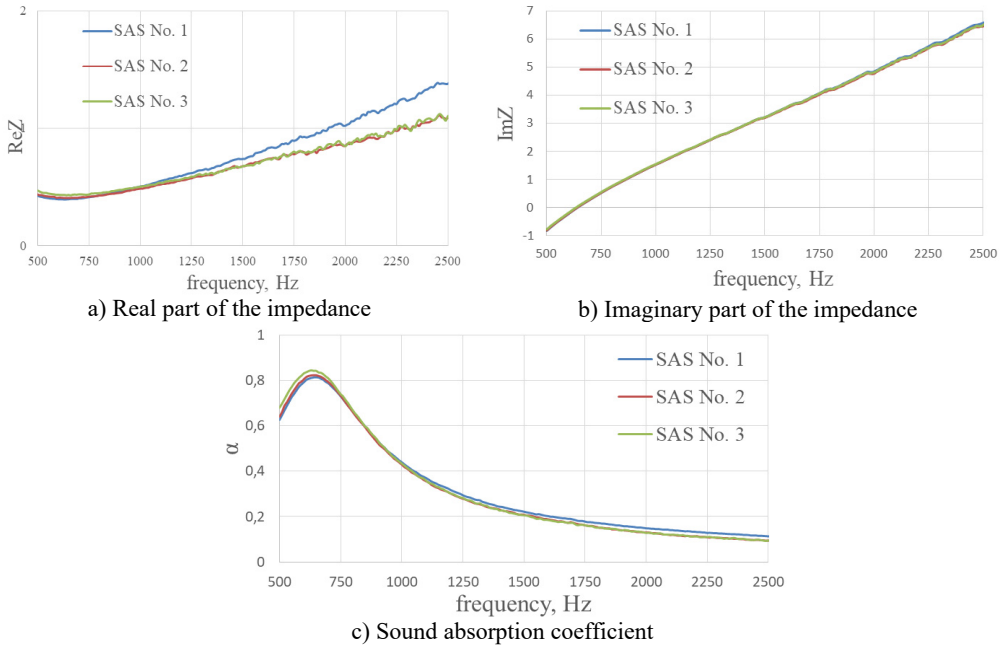 2
SAS No. 1
SAS No. 2
SAS No. 3
ReZ
1
0
500 750 1000 1250 1500 1750 2000 2250 2500
frequency, Hz
a) Real part of the impedance
7
6
5
4
3
2
1
0
-1
SAS No. 1
SAS No. 2
SAS No. 3
ImZ
500 750 1000 1250 1500 1750 2000 2250 2500
frequency, Hz
b) Imaginary part of the impedance
1
0,8
0,6
0,4
0,2
0
SAS No. 1
SAS No. 2
SAS No. 3
α
500 750 1000 1250 1500 1750 2000 2250 2500
frequency, Hz
c) Sound absorption coefficient